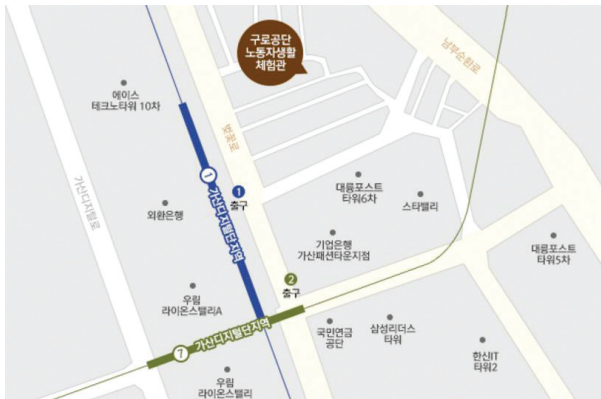 구로공단
노동자생활
체험관
남부순환로
에이스
테크노타워 10차
벚꽃로
가산디지털로
1
가산디지털단지역
1
출구
대륭포스트
타워6차
스타밸리
외환은행
기업은행
가산패션타운지점
대륭포스트
타워5차
2
출구
우림
라이온스밸리A
7
가산디지털단지역
국민연금
공단
삼성리더스
타워
한신IT
타워2
우림
라이온스밸리